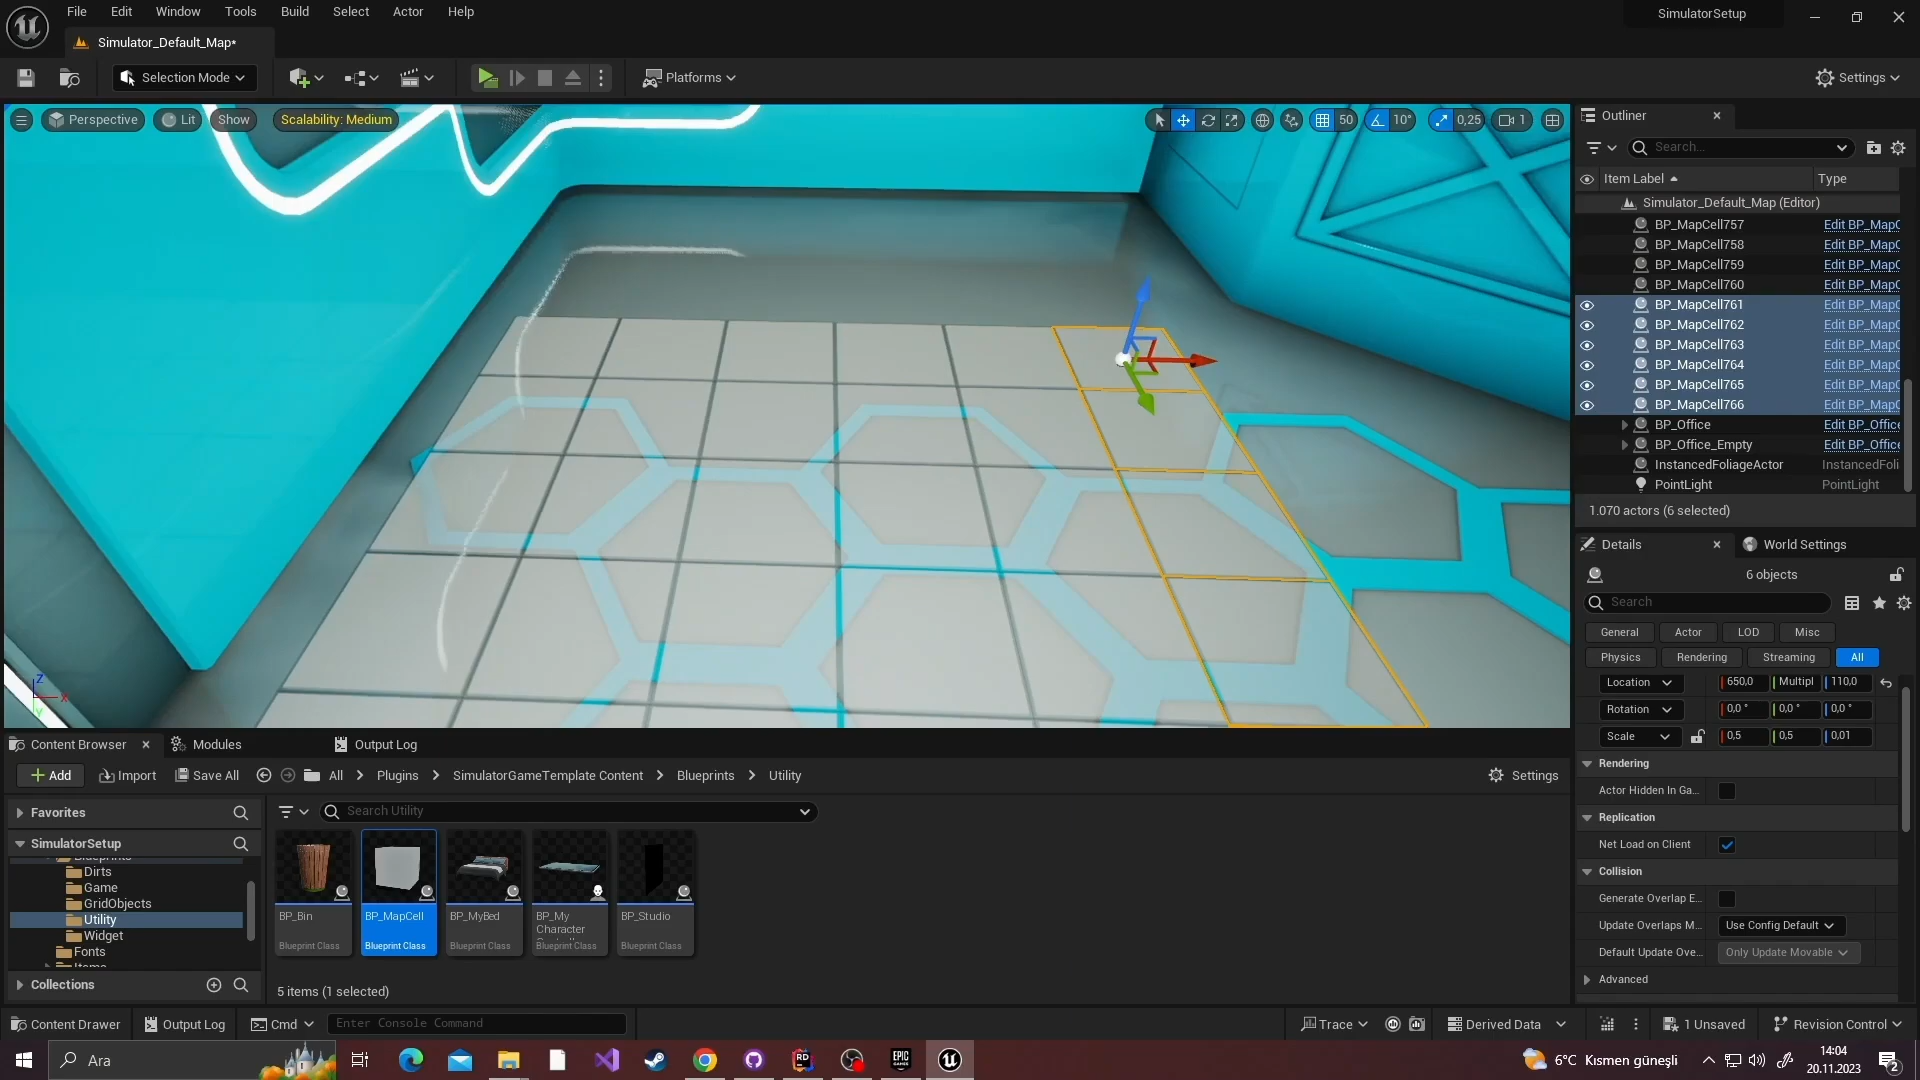 File Edit Window Tools Build Select Actor Help
SimulatorSetup
Simulator_Default_Map*
Selection Mode
Platforms
Settings
Perspective Lit Show Scalability: Medium
50 10° 0,25 1
Outliner
Search...
Item Label Type
Simulator_Default_Map (Editor)
BP_MapCell757 Edit BP_MapC
BP_MapCell758 Edit BP_MapC
BP_MapCell759 Edit BP_MapC
BP_MapCell760 Edit BP_MapC
BP_MapCell761 Edit BP_MapC
BP_MapCell762 Edit BP_MapC
BP_MapCell763 Edit BP_MapC
BP_MapCell764 Edit BP_MapC
BP_MapCell765 Edit BP_MapC
BP_MapCell766 Edit BP_MapC
BP_Office Edit BP_Office
BP_Office_Empty Edit BP_Office
InstancedFoliageActor InstancedFoli
PointLight PointLight
1.070 actors (6 selected)
Details World Settings
6 objects
Search
General Actor LOD Misc
Physics Rendering Streaming All
Location 650,0 Multipl 110,0
Rotation 0,0 ° 0,0 ° 0,0 °
Scale 0,5 0,5 0,01
Rendering
Actor Hidden In Ga...
Replication
Net Load on Client
Collision
Generate Overlap E...
Update Overlaps M... Use Config Default
Default Update Ove... Only Update Movable
Advanced
Z X Y
Content Browser Modules Output Log
Add Import Save All All Plugins SimulatorGameTemplate Content Blueprints Utility Settings
Favorites
Search Utility
SimulatorSetup
Blueprints
Dirts
Game
GridObjects
Utility
Widget
Fonts
Items
Collections
BP_Bin
Blueprint Class
BP_MapCell
Blueprint Class
BP_MyBed
Blueprint Class
BP_My
Character
Blueprint Class
BP_Studio
Blueprint Class
5 items (1 selected)
Content Drawer Output Log Cmd Enter Console Command Trace Derived Data 1 Unsaved Revision Control
Ara
RD
EPIC
GAMES
6°C Kısmen güneşli
14:04
20.11.2023
2